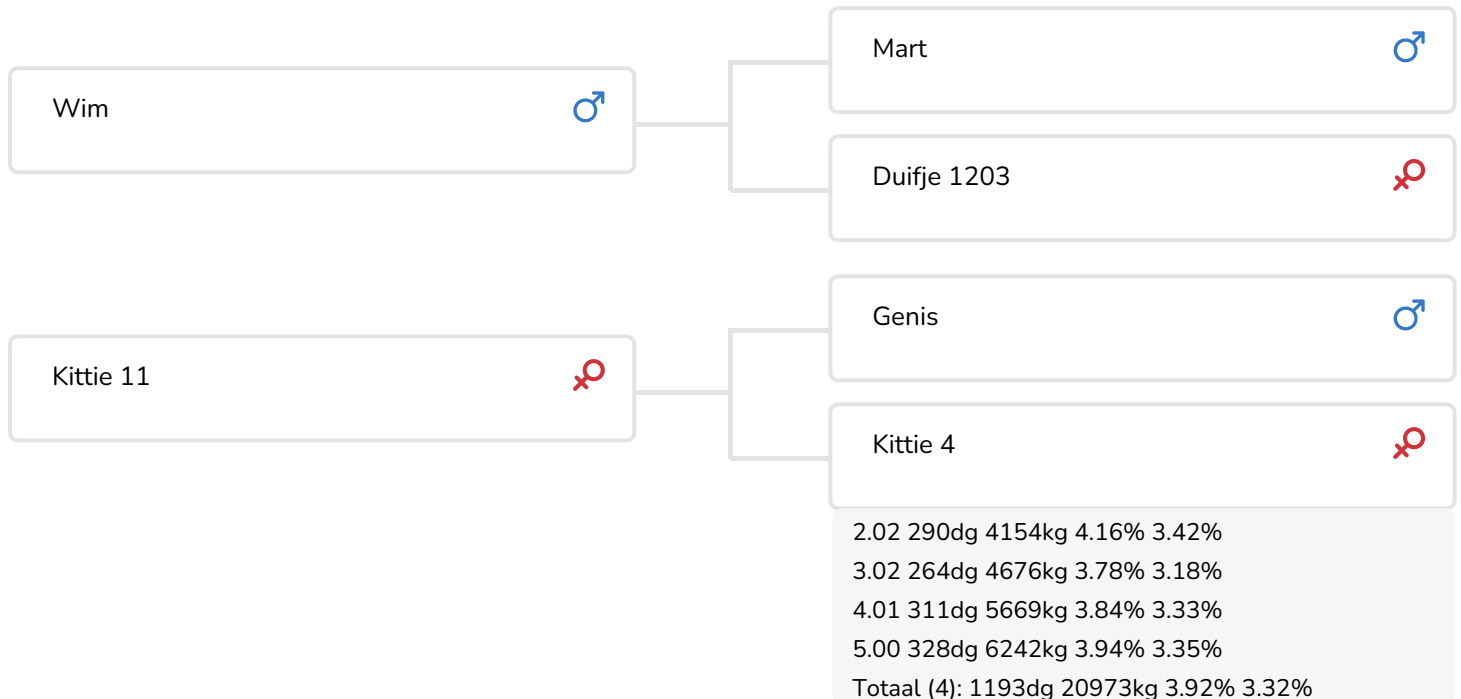 Wim
Mart
Duifje 1203
Kittie 11
Genis
Kittie 4
2.02 290dg 4154kg 4.16% 3.42%
3.02 264dg 4676kg 3.78% 3.18%
4.01 311dg 5669kg 3.84% 3.33%
5.00 328dg 6242kg 3.94% 3.35%
Totaal (4): 1193dg 20973kg 3.92% 3.32%